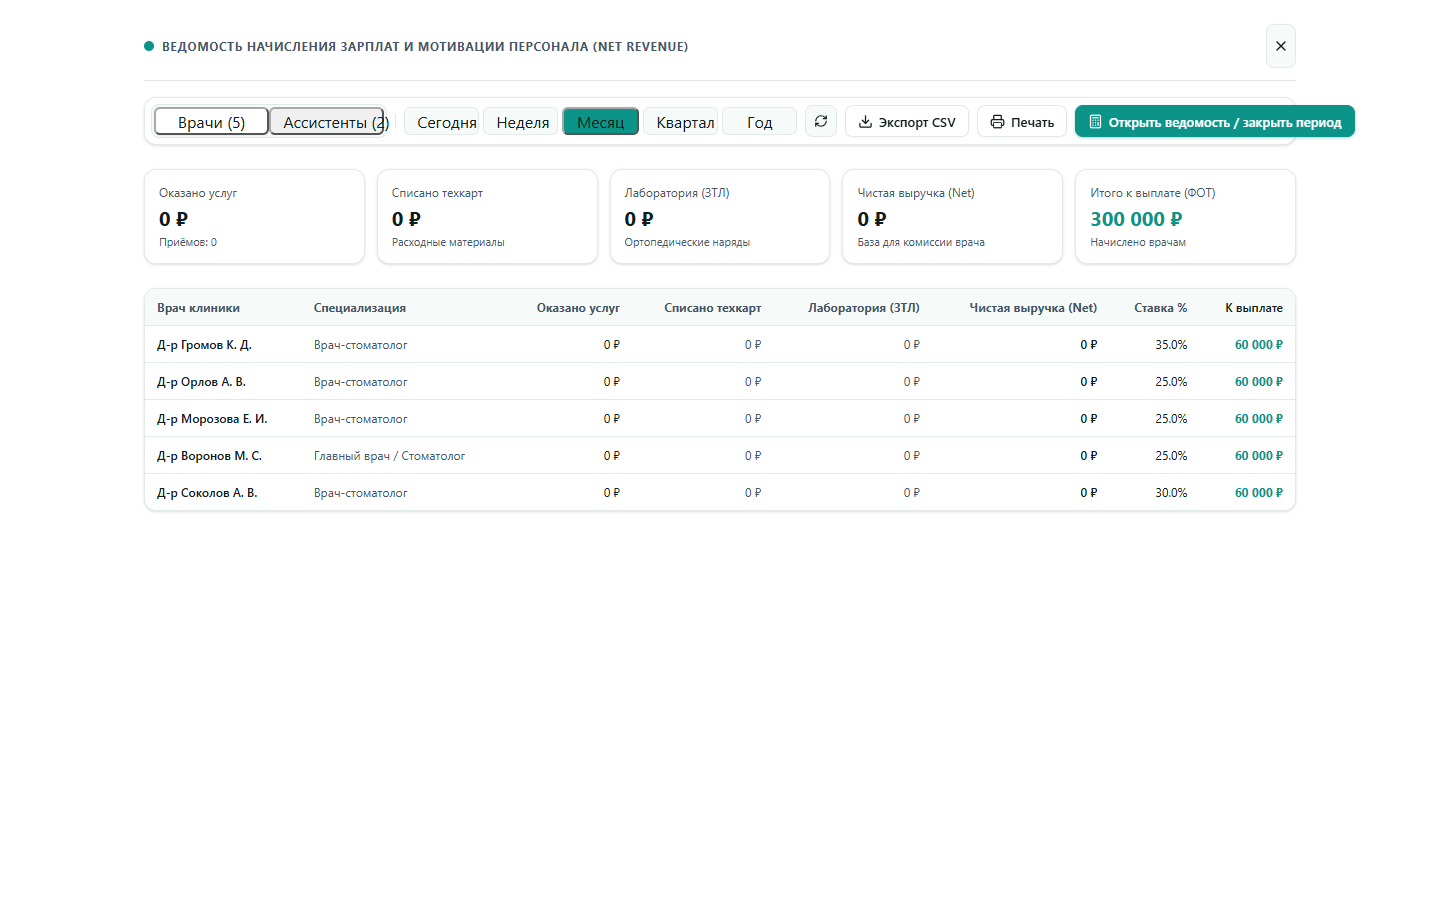 ВЕДОМОСТЬ НАЧИСЛЕНИЯ ЗАРПЛАТ И МОТИВАЦИИ ПЕРСОНАЛА (NET REVENUE)
Врачи (5) Ассистенты (2) Сегодня Неделя Месяц Квартал Год Экспорт CSV Печать Открыть ведомость / закрыть период
Оказано услуг
0 ₽
Приёмов: 0
Списано техкарт
0 ₽
Расходные материалы
Лаборатория (ЗТЛ)
0 ₽
Ортопедические наряды
Чистая выручка (Net)
0 ₽
База для комиссии врача
Итого к выплате (ФОТ)
300 000 ₽
Начислено врачам
Врач клиники Специализация Оказано услуг Списано техкарт Лаборатория (ЗТЛ) Чистая выручка (Net) Ставка % К выплате
Д-р Громов К. Д. Врач-стоматолог 0 ₽ 0 ₽ 0 ₽ 0 ₽ 35.0% 60 000 ₽
Д-р Орлов А. В. Врач-стоматолог 0 ₽ 0 ₽ 0 ₽ 0 ₽ 25.0% 60 000 ₽
Д-р Морозова Е. И. Врач-стоматолог 0 ₽ 0 ₽ 0 ₽ 0 ₽ 25.0% 60 000 ₽
Д-р Воронов М. С. Главный врач / Стоматолог 0 ₽ 0 ₽ 0 ₽ 0 ₽ 25.0% 60 000 ₽
Д-р Соколов А. В. Врач-стоматолог 0 ₽ 0 ₽ 0 ₽ 0 ₽ 30.0% 60 000 ₽